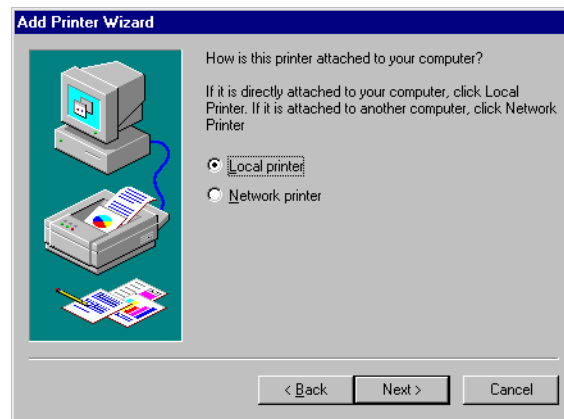 Add Printer Wizard
How is this printer attached to your computer?
If it is directly attached to your computer, click Local
Printer. If it is attached to another computer, click Network
Printer
Local printer
Network printer
< Back
Next >
Cancel